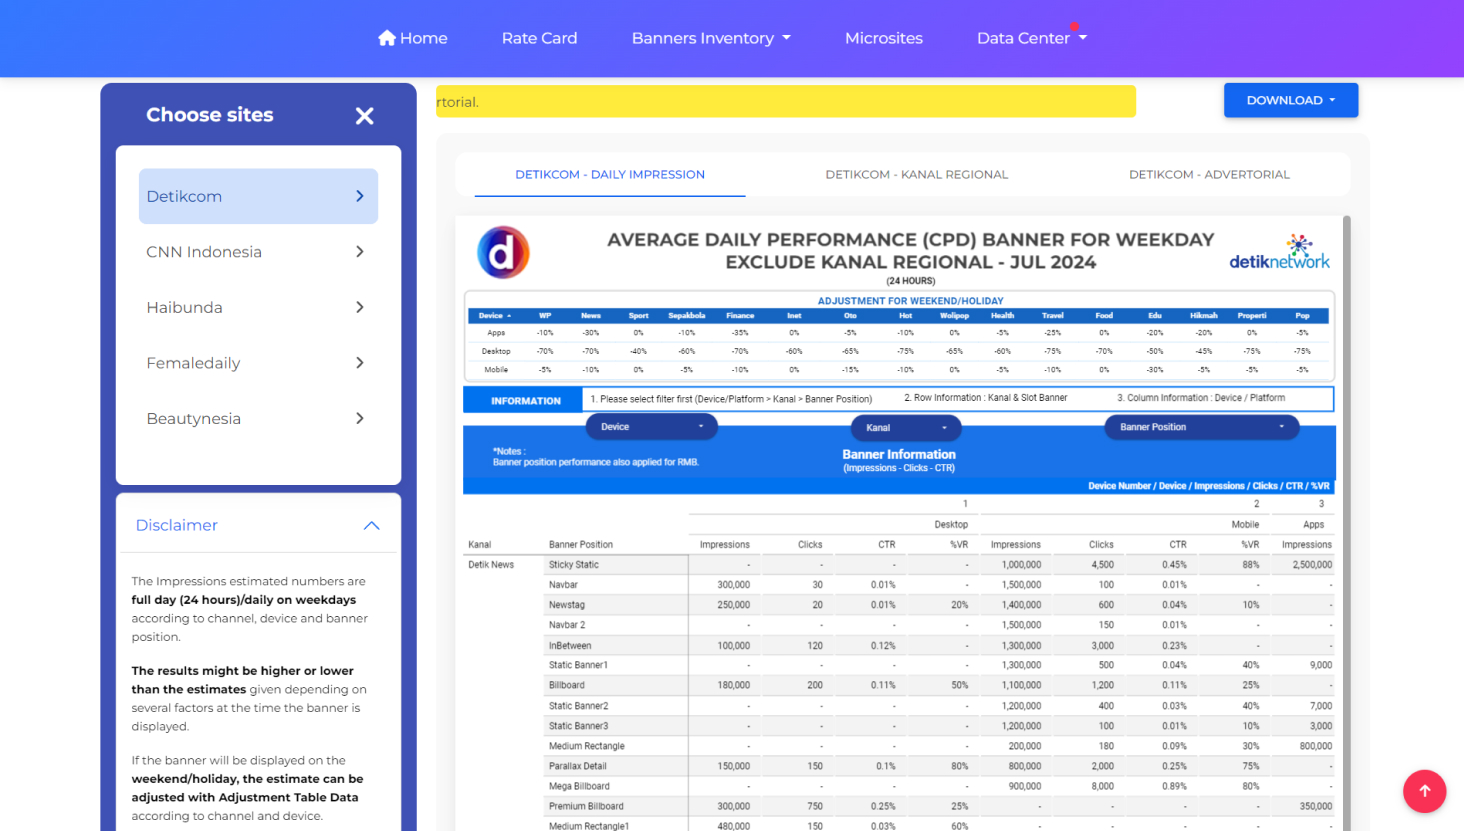 Home Rate Card Banners Inventory Microsites Data Center
Choose sites
Detikcom
CNN Indonesia
Haibunda
Femaledaily
Beautynesia
Disclaimer
The Impressions estimated numbers are
full day (24 hours)/daily on weekdays
according to channel, device and banner
position.
The results might be higher or lower
than the estimates given depending on
several factors at the time the banner is
displayed.
If the banner will be displayed on the
weekend/holiday, the estimate can be
adjusted with Adjustment Table Data
according to channel and device.
rtorial.
DOWNLOAD
DETIKCOM - DAILY IMPRESSION DETIKCOM - KANAL REGIONAL DETIKCOM - ADVERTORIAL
d
AVERAGE DAILY PERFORMANCE (CPD) BANNER FOR WEEKDAY
EXCLUDE KANAL REGIONAL - JUL 2024
(24 HOURS)
detiknetwork
ADJUSTMENT FOR WEEKEND/HOLIDAY
Device WP News Sport Sepakbola Finance Inet Oto Hot Wolipop Health Travel Food Edu Hikmah Properti Pop
Apps -10% -30% 0% -10% -35% 0% -5% -10% 0% -5% -25% 0% -20% -20% 0% -5%
Desktop -70% -70% -40% -60% -70% -60% -65% -75% -65% -60% -75% -70% -50% -45% -75% -75%
Mobile -5% -10% 0% -5% -10% 0% -15% -10% 0% -5% -10% 0% -30% -5% -5% -5%
INFORMATION 1. Please select filter first (Device/Platform > Kanal > Banner Position) 2. Row Information : Kanal & Slot Banner 3. Column Information : Device / Platform
Device Kanal Banner Position
*Notes :
Banner position performance also applied for RMB.
Banner Information
(Impressions - Clicks - CTR)
Device Number / Device / Impressions / Clicks / CTR / %VR
1 2 3
Desktop Mobile Apps
Kanal Banner Position Impressions Clicks CTR %VR Impressions Clicks CTR %VR Impressions
Detik News Sticky Static - - - - 1,000,000 4,500 0.45% 88% 2,500,000
Navbar 300,000 30 0.01% - 1,500,000 100 0.01% - -
Newstag 250,000 20 0.01% 20% 1,400,000 600 0.04% 10% -
Navbar 2 - - - - 1,500,000 150 0.01% - -
InBetween 100,000 120 0.12% - 1,300,000 3,000 0.23% - -
Static Banner1 - - - - 1,300,000 500 0.04% 40% 9,000
Billboard 180,000 200 0.11% 50% 1,100,000 1,200 0.11% 25% -
Static Banner2 - - - - 1,200,000 400 0.03% 40% 7,000
Static Banner3 - - - - 1,200,000 100 0.01% 10% 3,000
Medium Rectangle - - - - 200,000 180 0.09% 30% 800,000
Parallax Detail 150,000 150 0.1% 80% 800,000 2,000 0.25% 75% -
Mega Billboard - - - - 900,000 8,000 0.89% 80% -
Premium Billboard 300,000 750 0.25% 25% - - - - 350,000
Medium Rectangle1 480,000 150 0.03% 60% - - - - -